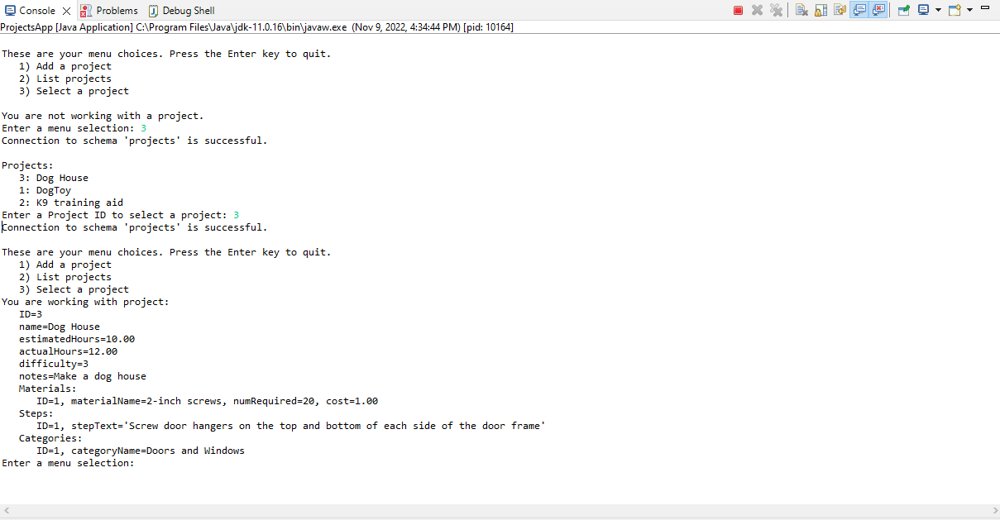 Console Problems Debug Shell
ProjectsApp [Java Application] C:\Program Files\Java\jdk-11.0.16\bin\javaw.exe (Nov 9, 2022, 4:34:44 PM) [pid: 10164]
These are your menu choices. Press the Enter key to quit.
   1) Add a project
   2) List projects
   3) Select a project
You are not working with a project.
Enter a menu selection: 3
Connection to schema 'projects' is successful.
Projects:
   3: Dog House
   1: DogToy
   2: K9 training aid
Enter a Project ID to select a project: 3
Connection to schema 'projects' is successful.
These are your menu choices. Press the Enter key to quit.
   1) Add a project
   2) List projects
   3) Select a project
You are working with project:
   ID=3
   name=Dog House
   estimatedHours=10.00
   actualHours=12.00
   difficulty=3
   notes=Make a dog house
   Materials:
      ID=1, materialName=2-inch screws, numRequired=20, cost=1.00
   Steps:
      ID=1, stepText='Screw door hangers on the top and bottom of each side of the door frame'
   Categories:
      ID=1, categoryName=Doors and Windows
Enter a menu selection: